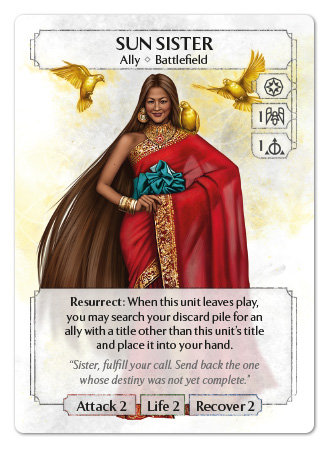 SUN SISTER
Ally ◇ Battlefield
1
1
Resurrect: When this unit leaves play,
you may search your discard pile for an
ally with a title other than this unit's title
and place it into your hand.
"Sister, fulfill your call. Send back the one
whose destiny was not yet complete."
Attack 2 Life 2 Recover 2